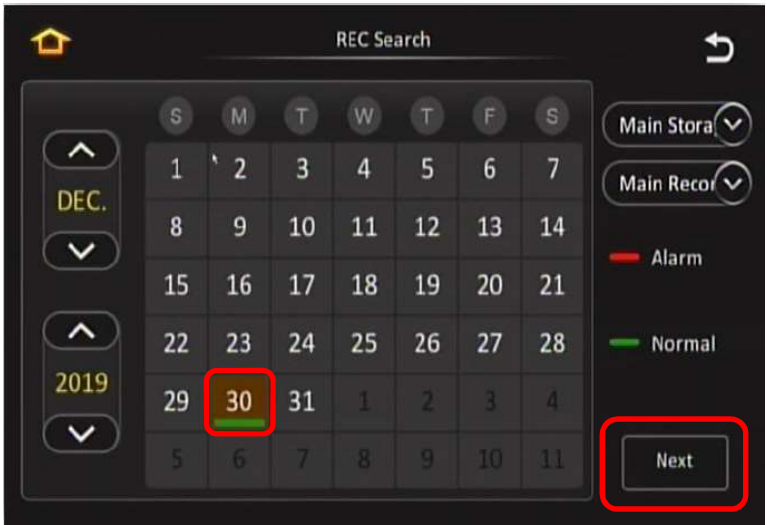 REC Search
S M T W T F S
Main Stora
1 2 3 4 5 6 7
Main Recor
DEC.
8 9 10 11 12 13 14
Alarm
15 16 17 18 19 20 21
22 23 24 25 26 27 28
Normal
2019
29 30 31 1 2 3 4
5 6 7 8 9 10 11
Next